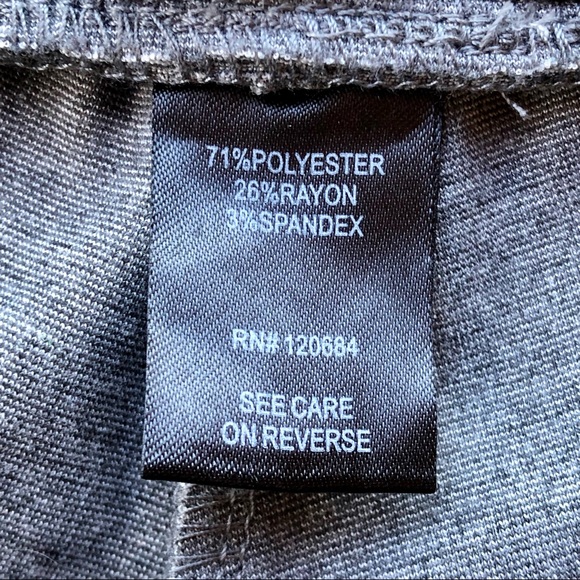 71%POLYESTER
26%RAYON
3%SPANDEX
RN# 120684
SEE CARE
ON REVERSE